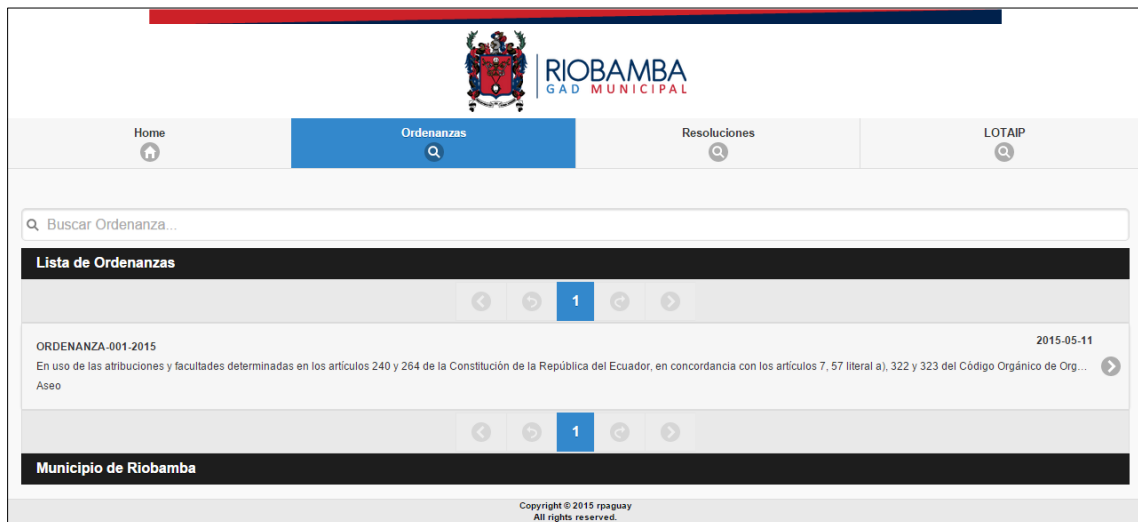 RIOBAMBA
GAD MUNICIPAL
Home
Ordenanzas
Resoluciones
LOTAIP
Buscar Ordenanza...
Lista de Ordenanzas
1
ORDENANZA-001-2015
2015-05-11
En uso de las atribuciones y facultades determinadas en los artículos 240 y 264 de la Constitución de la República del Ecuador, en concordancia con los artículos 7, 57 literal a), 322 y 323 del Código Orgánico de Org...
Aseo
1
Municipio de Riobamba
Copyright © 2015 rpaguay
All rights reserved.